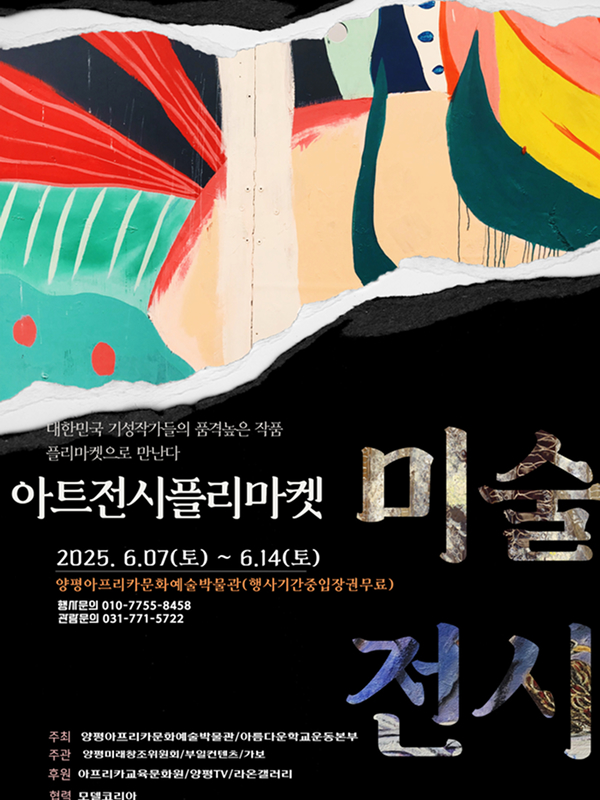 대한민국 기성작가들의 품격높은 작품
플리마켓으로 만난다
아트전시플리마켓
미술
전시
2025. 6.07(토) ~ 6.14(토)
양평아프리카문화예술박물관(행사기간중입장권무료)
행사문의 010-7755-8458
관람문의 031-771-5722
주최 양평아프리카문화예술박물관/아름다운학교운동본부
주관 양평미래창조위원회/부일컨텐츠/가보
후원 아프리카교육문화원/양평TV/라온갤러리
협력 모델코리아